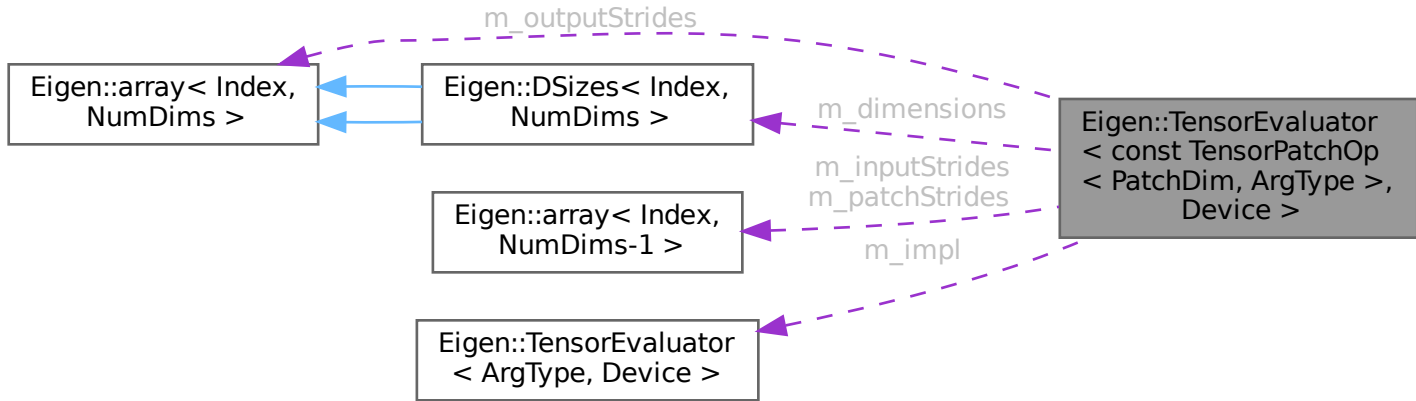 m_outputStrides
Eigen::array< Index,
NumDims >
Eigen::DSizes< Index,
NumDims >
m_dimensions
Eigen::TensorEvaluator
< const TensorPatchOp
< PatchDim, ArgType >,
Device >
m_inputStrides
m_patchStrides
Eigen::array< Index,
NumDims-1 >
m_impl
Eigen::TensorEvaluator
< ArgType, Device >